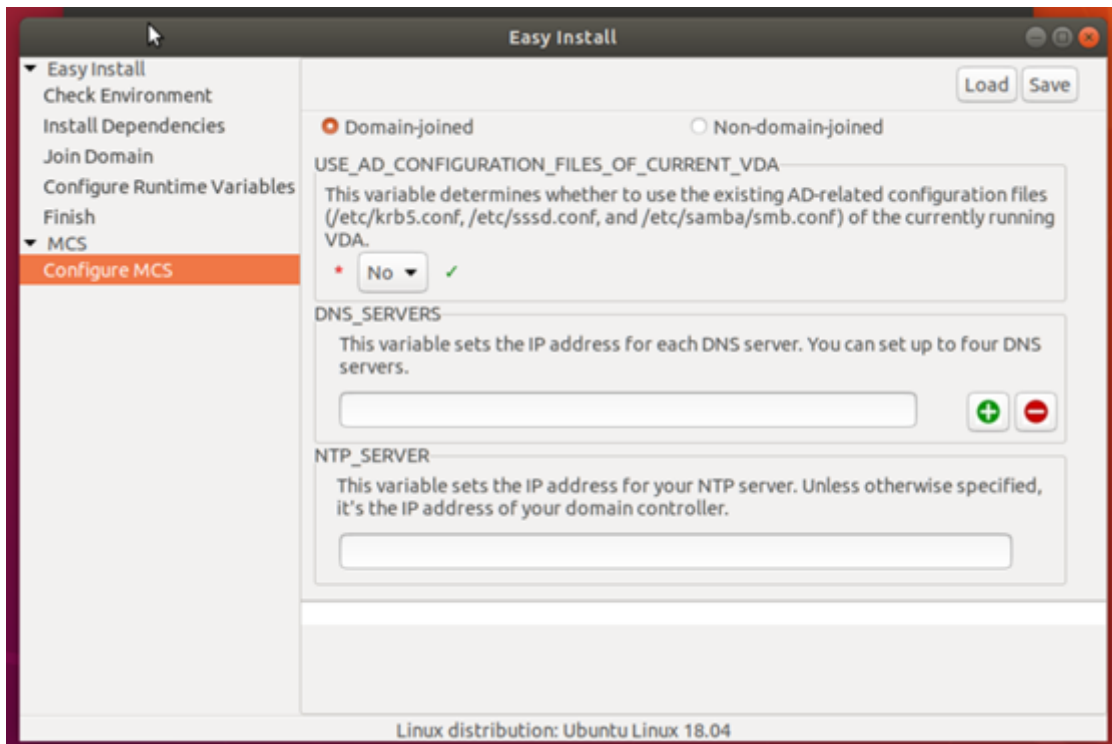 Easy Install
Easy Install
Check Environment
Install Dependencies
Join Domain
Configure Runtime Variables
Finish
MCS
Configure MCS
Load Save
Domain-joined Non-domain-joined
USE_AD_CONFIGURATION_FILES_OF_CURRENT_VDA
This variable determines whether to use the existing AD-related configuration files
(/etc/krb5.conf, /etc/sssd.conf, and /etc/samba/smb.conf) of the currently running
VDA.
* No
DNS_SERVERS
This variable sets the IP address for each DNS server. You can set up to four DNS
servers.
NTP_SERVER
This variable sets the IP address for your NTP server. Unless otherwise specified,
it's the IP address of your domain controller.
Linux distribution: Ubuntu Linux 18.04